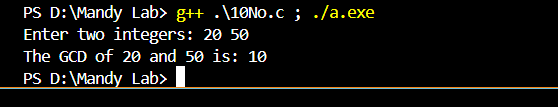 PS D:\Mandy Lab> g++ .\10No.c ; ./a.exe
Enter two integers: 20 50
The GCD of 20 and 50 is: 10
PS D:\Mandy Lab>